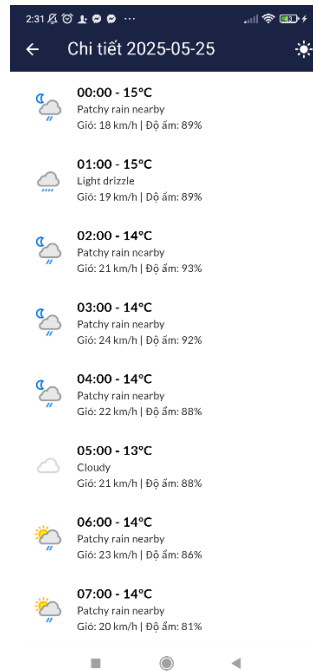 2:31
Chi tiết 2025-05-25
00:00 - 15°C
Patchy rain nearby
Gió: 18 km/h | Độ ẩm: 89%
01:00 - 15°C
Light drizzle
Gió: 19 km/h | Độ ẩm: 89%
02:00 - 14°C
Patchy rain nearby
Gió: 21 km/h | Độ ẩm: 93%
03:00 - 14°C
Patchy rain nearby
Gió: 24 km/h | Độ ẩm: 92%
04:00 - 14°C
Patchy rain nearby
Gió: 22 km/h | Độ ẩm: 88%
05:00 - 13°C
Cloudy
Gió: 21 km/h | Độ ẩm: 88%
06:00 - 14°C
Patchy rain nearby
Gió: 23 km/h | Độ ẩm: 86%
07:00 - 14°C
Patchy rain nearby
Gió: 20 km/h | Độ ẩm: 81%